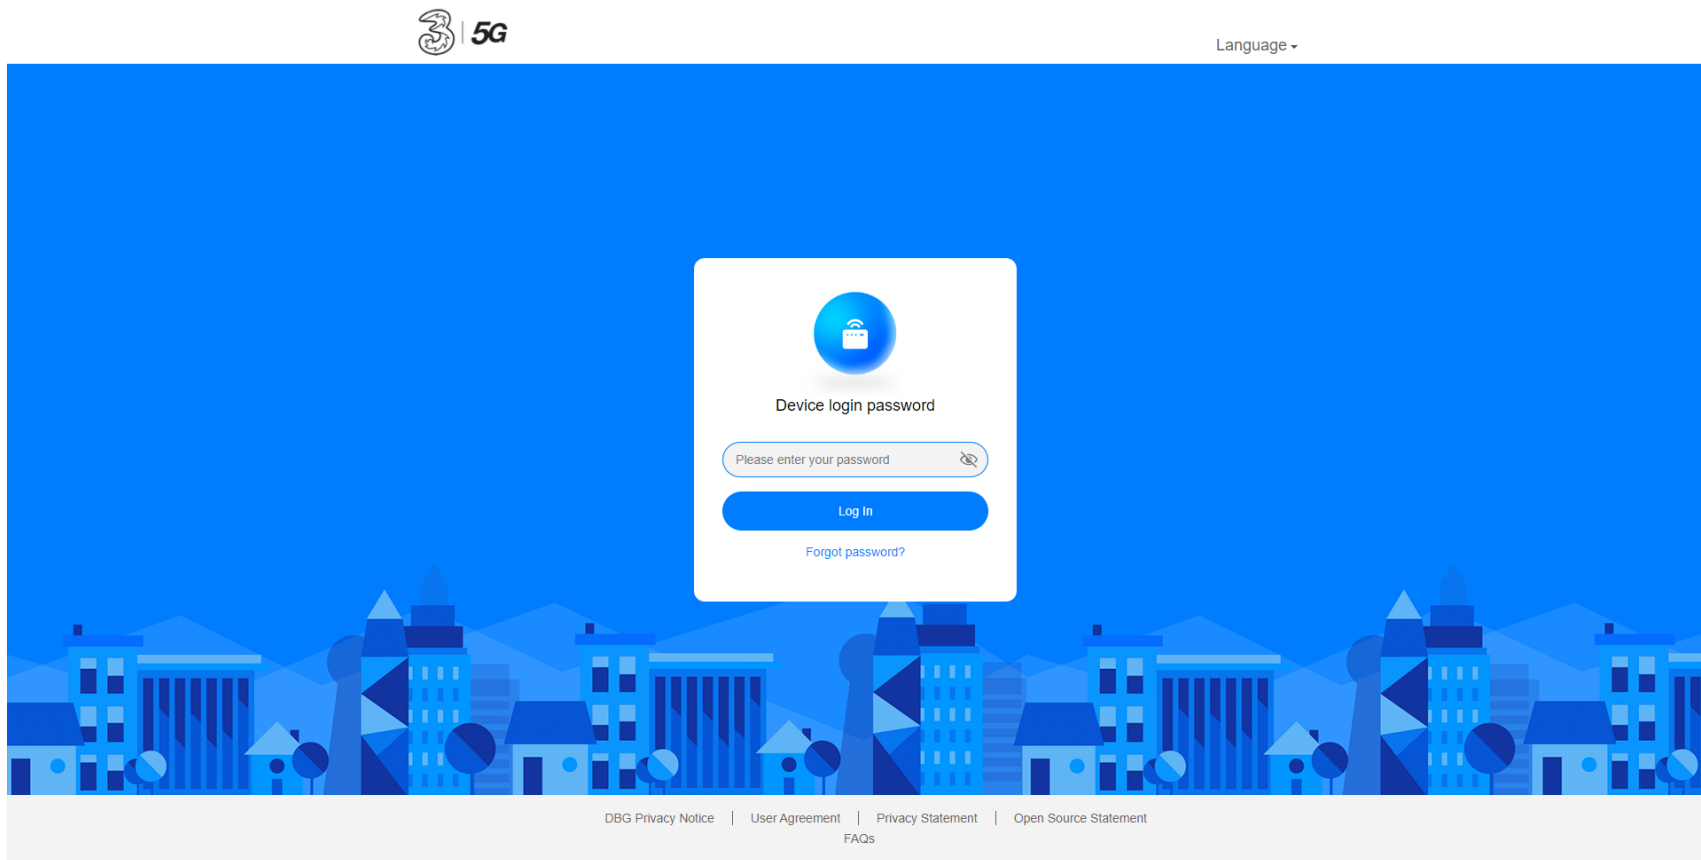 3 5G
Language
Device login password
Please enter your password
Log In
Forgot password?
DBG Privacy Notice | User Agreement | Privacy Statement | Open Source Statement
FAQs